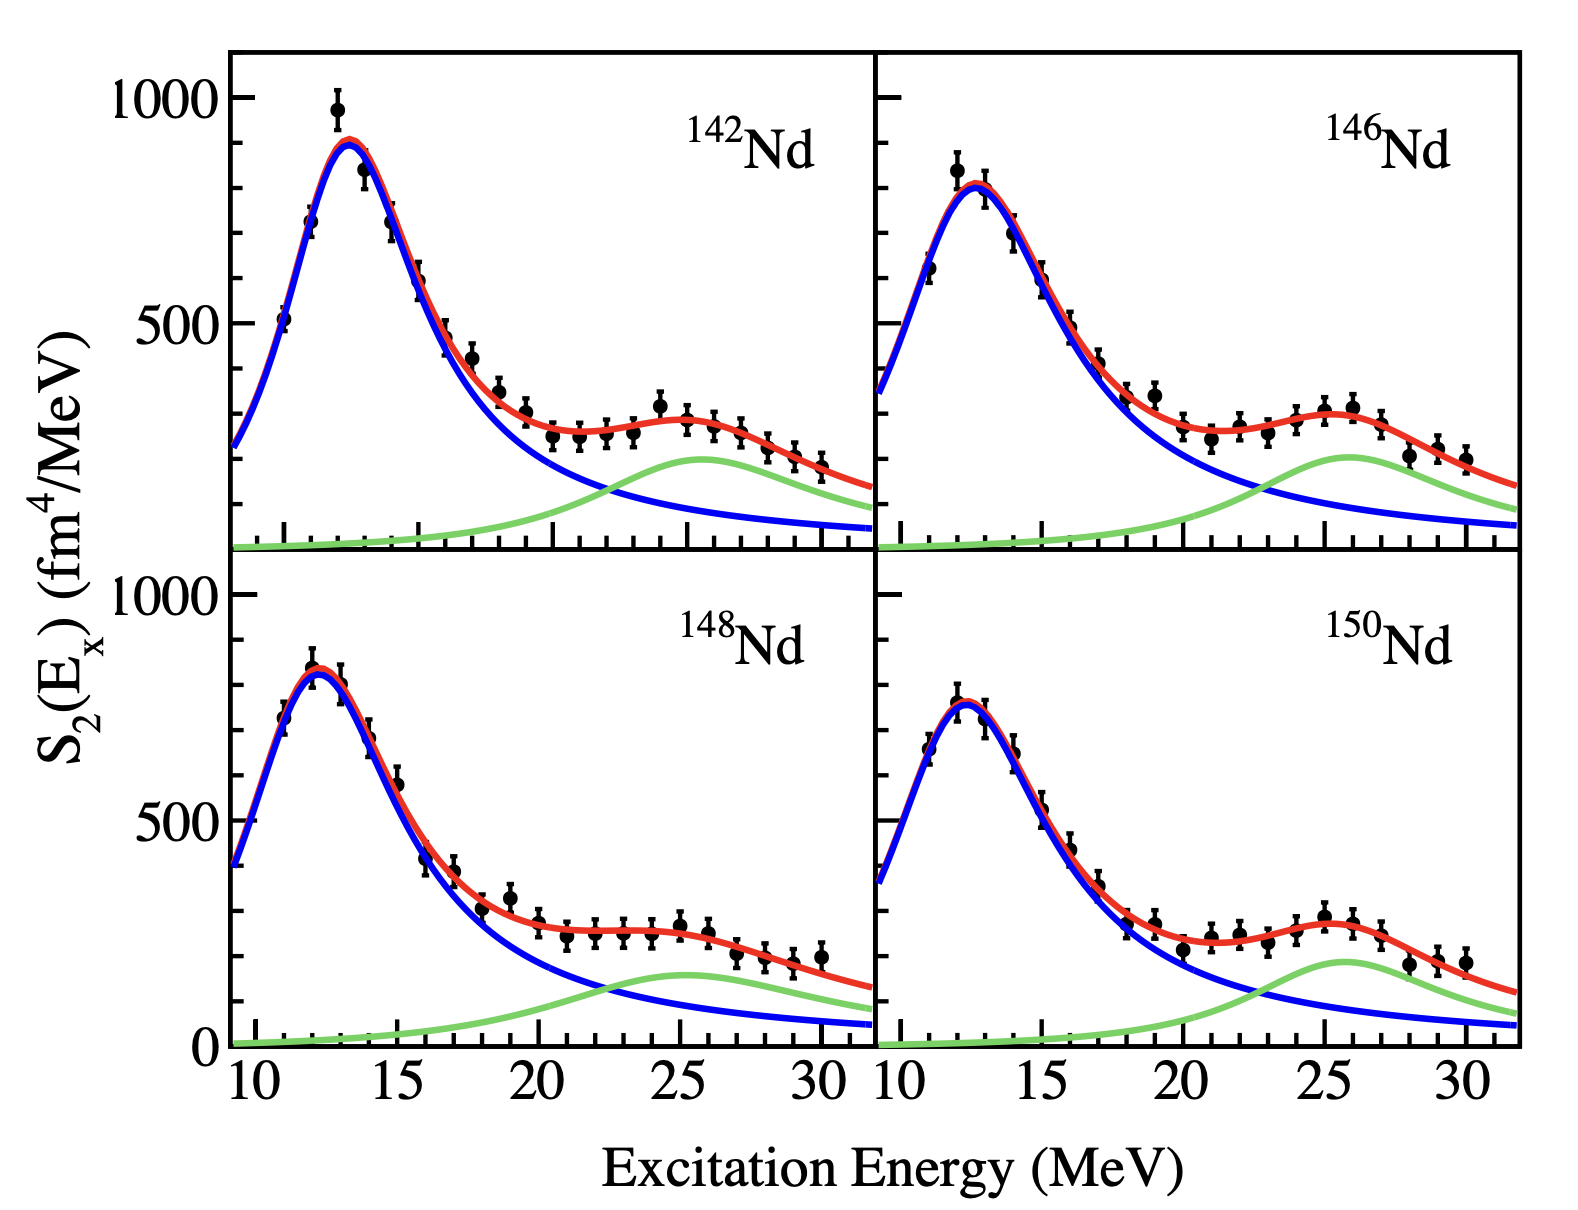 1000
500
¹⁴²Nd
¹⁴⁶Nd
1000
500
0
¹⁴⁸Nd
¹⁵⁰Nd
S₂(Eₓ) (fm⁴/MeV)
10 15 20 25 30 10 15 20 25 30
Excitation Energy (MeV)